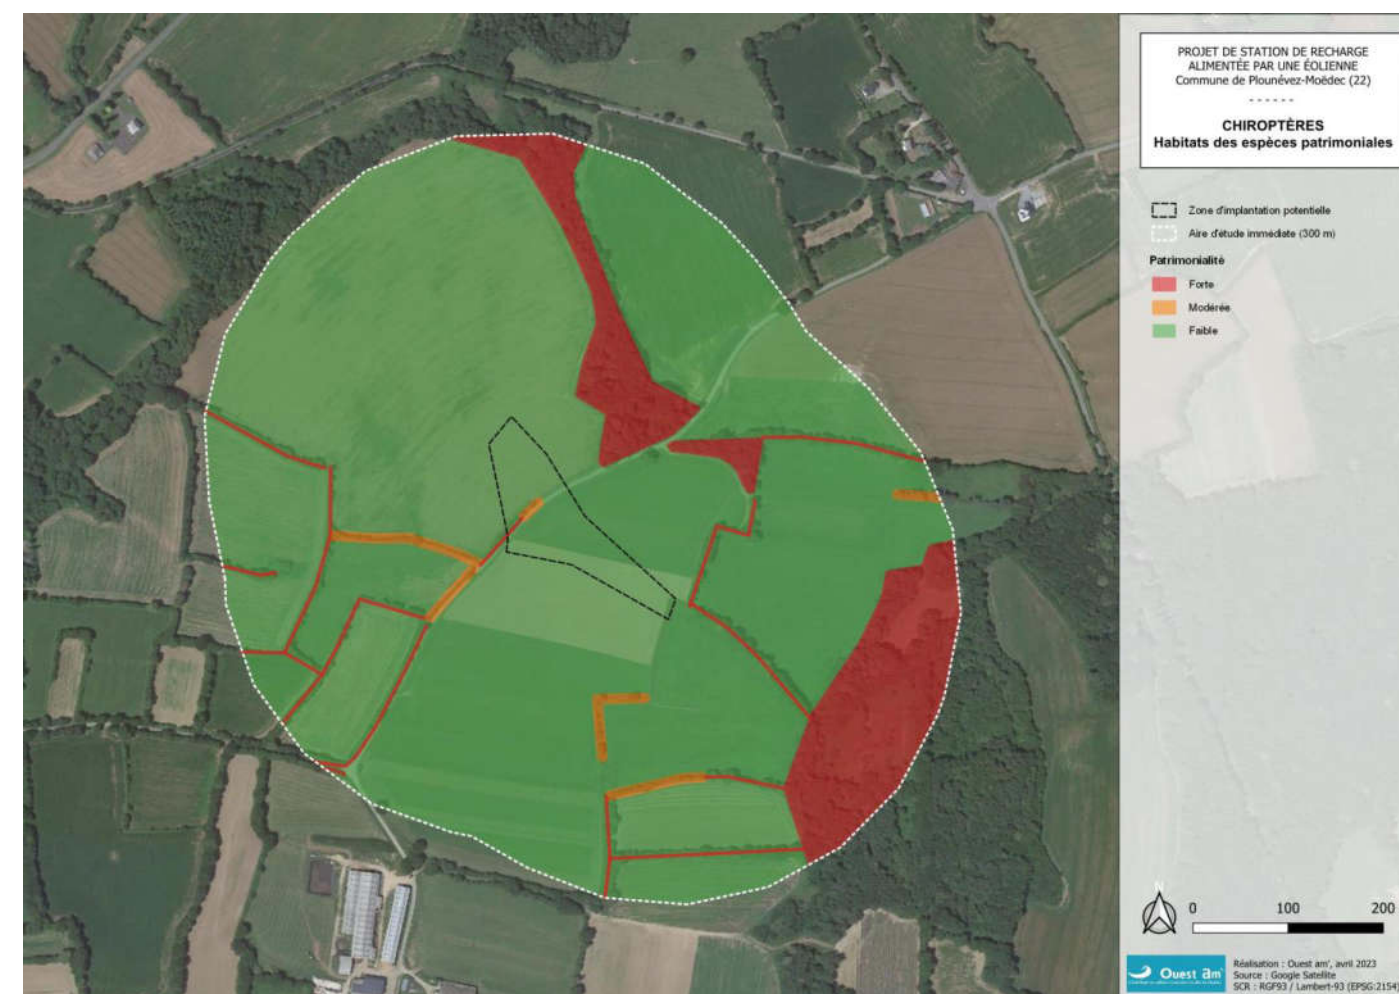 PROJET DE STATION DE RECHARGE
ALIMENTÉE PAR UNE ÉOLIENNE
Commune de Plounévez-Moëdec (22)
- - - - - -
CHIROPTÈRES
Habitats des espèces patrimoniales
Zone d'implantation potentielle
Aire d'étude immédiate (300 m)
Patrimonialité
Forte
Modérée
Faible
N
0 100 200
Ouest am'
Réalisation : Ouest am', avril 2023
Source : Google Satellite
SCR : RGF93 / Lambert-93 (EPSG:2154)